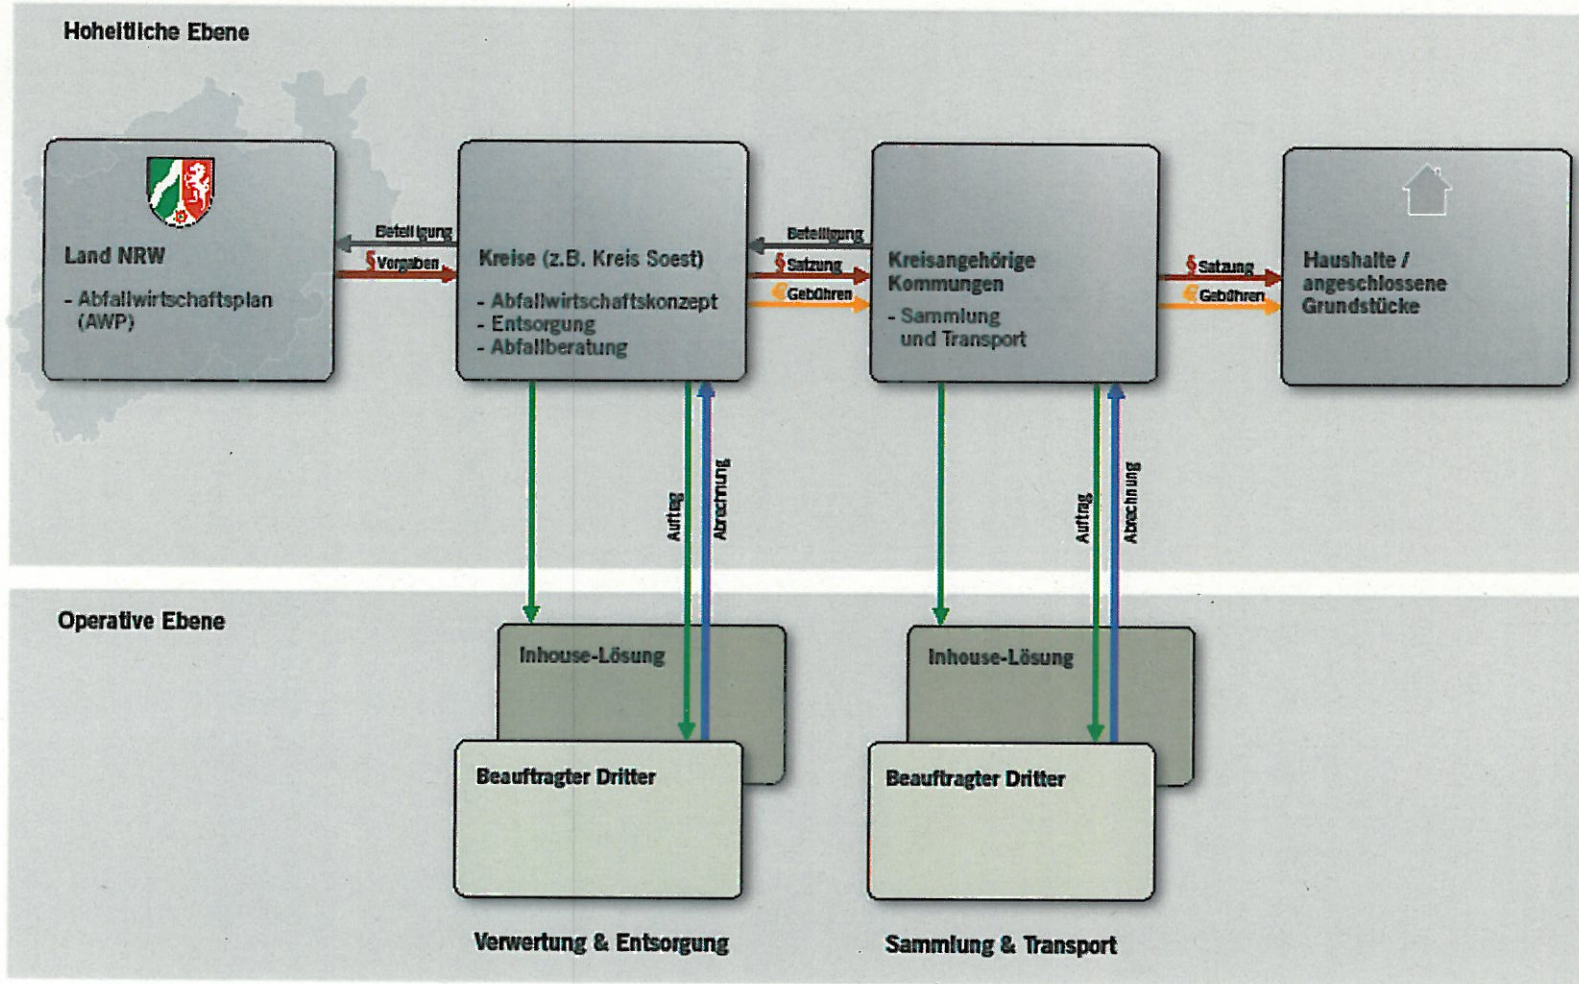 Hoheitliche Ebene
Land NRW
- Abfallwirtschaftsplan
(AWP)
Beteiligung
§ Vorgaben
Kreise (z.B. Kreis Soest)
- Abfallwirtschaftskonzept
- Entsorgung
- Abfallberatung
Beteiligung
§ Satzung
€ Gebühren
Kreisangehörige
Kommungen
- Sammlung
und Transport
§ Satzung
€ Gebühren
Haushalte /
angeschlossene
Grundstücke
Auftrag
Abrechnung
Auftrag
Abrechnung
Operative Ebene
Inhouse-Lösung
Beauftragter Dritter
Verwertung & Entsorgung
Inhouse-Lösung
Beauftragter Dritter
Sammlung & Transport